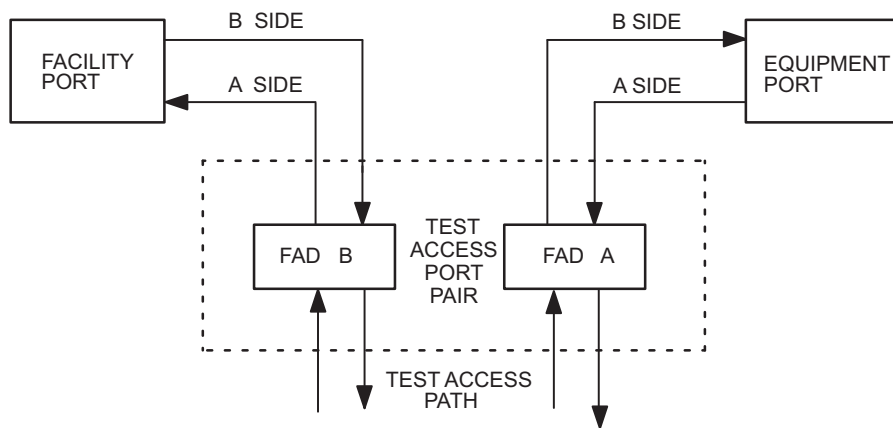 B SIDE
B SIDE
FACILITY
PORT
EQUIPMENT
PORT
A SIDE
A SIDE
TEST
ACCESS
PORT
PAIR
FAD B
FAD A
TEST ACCESS
PATH